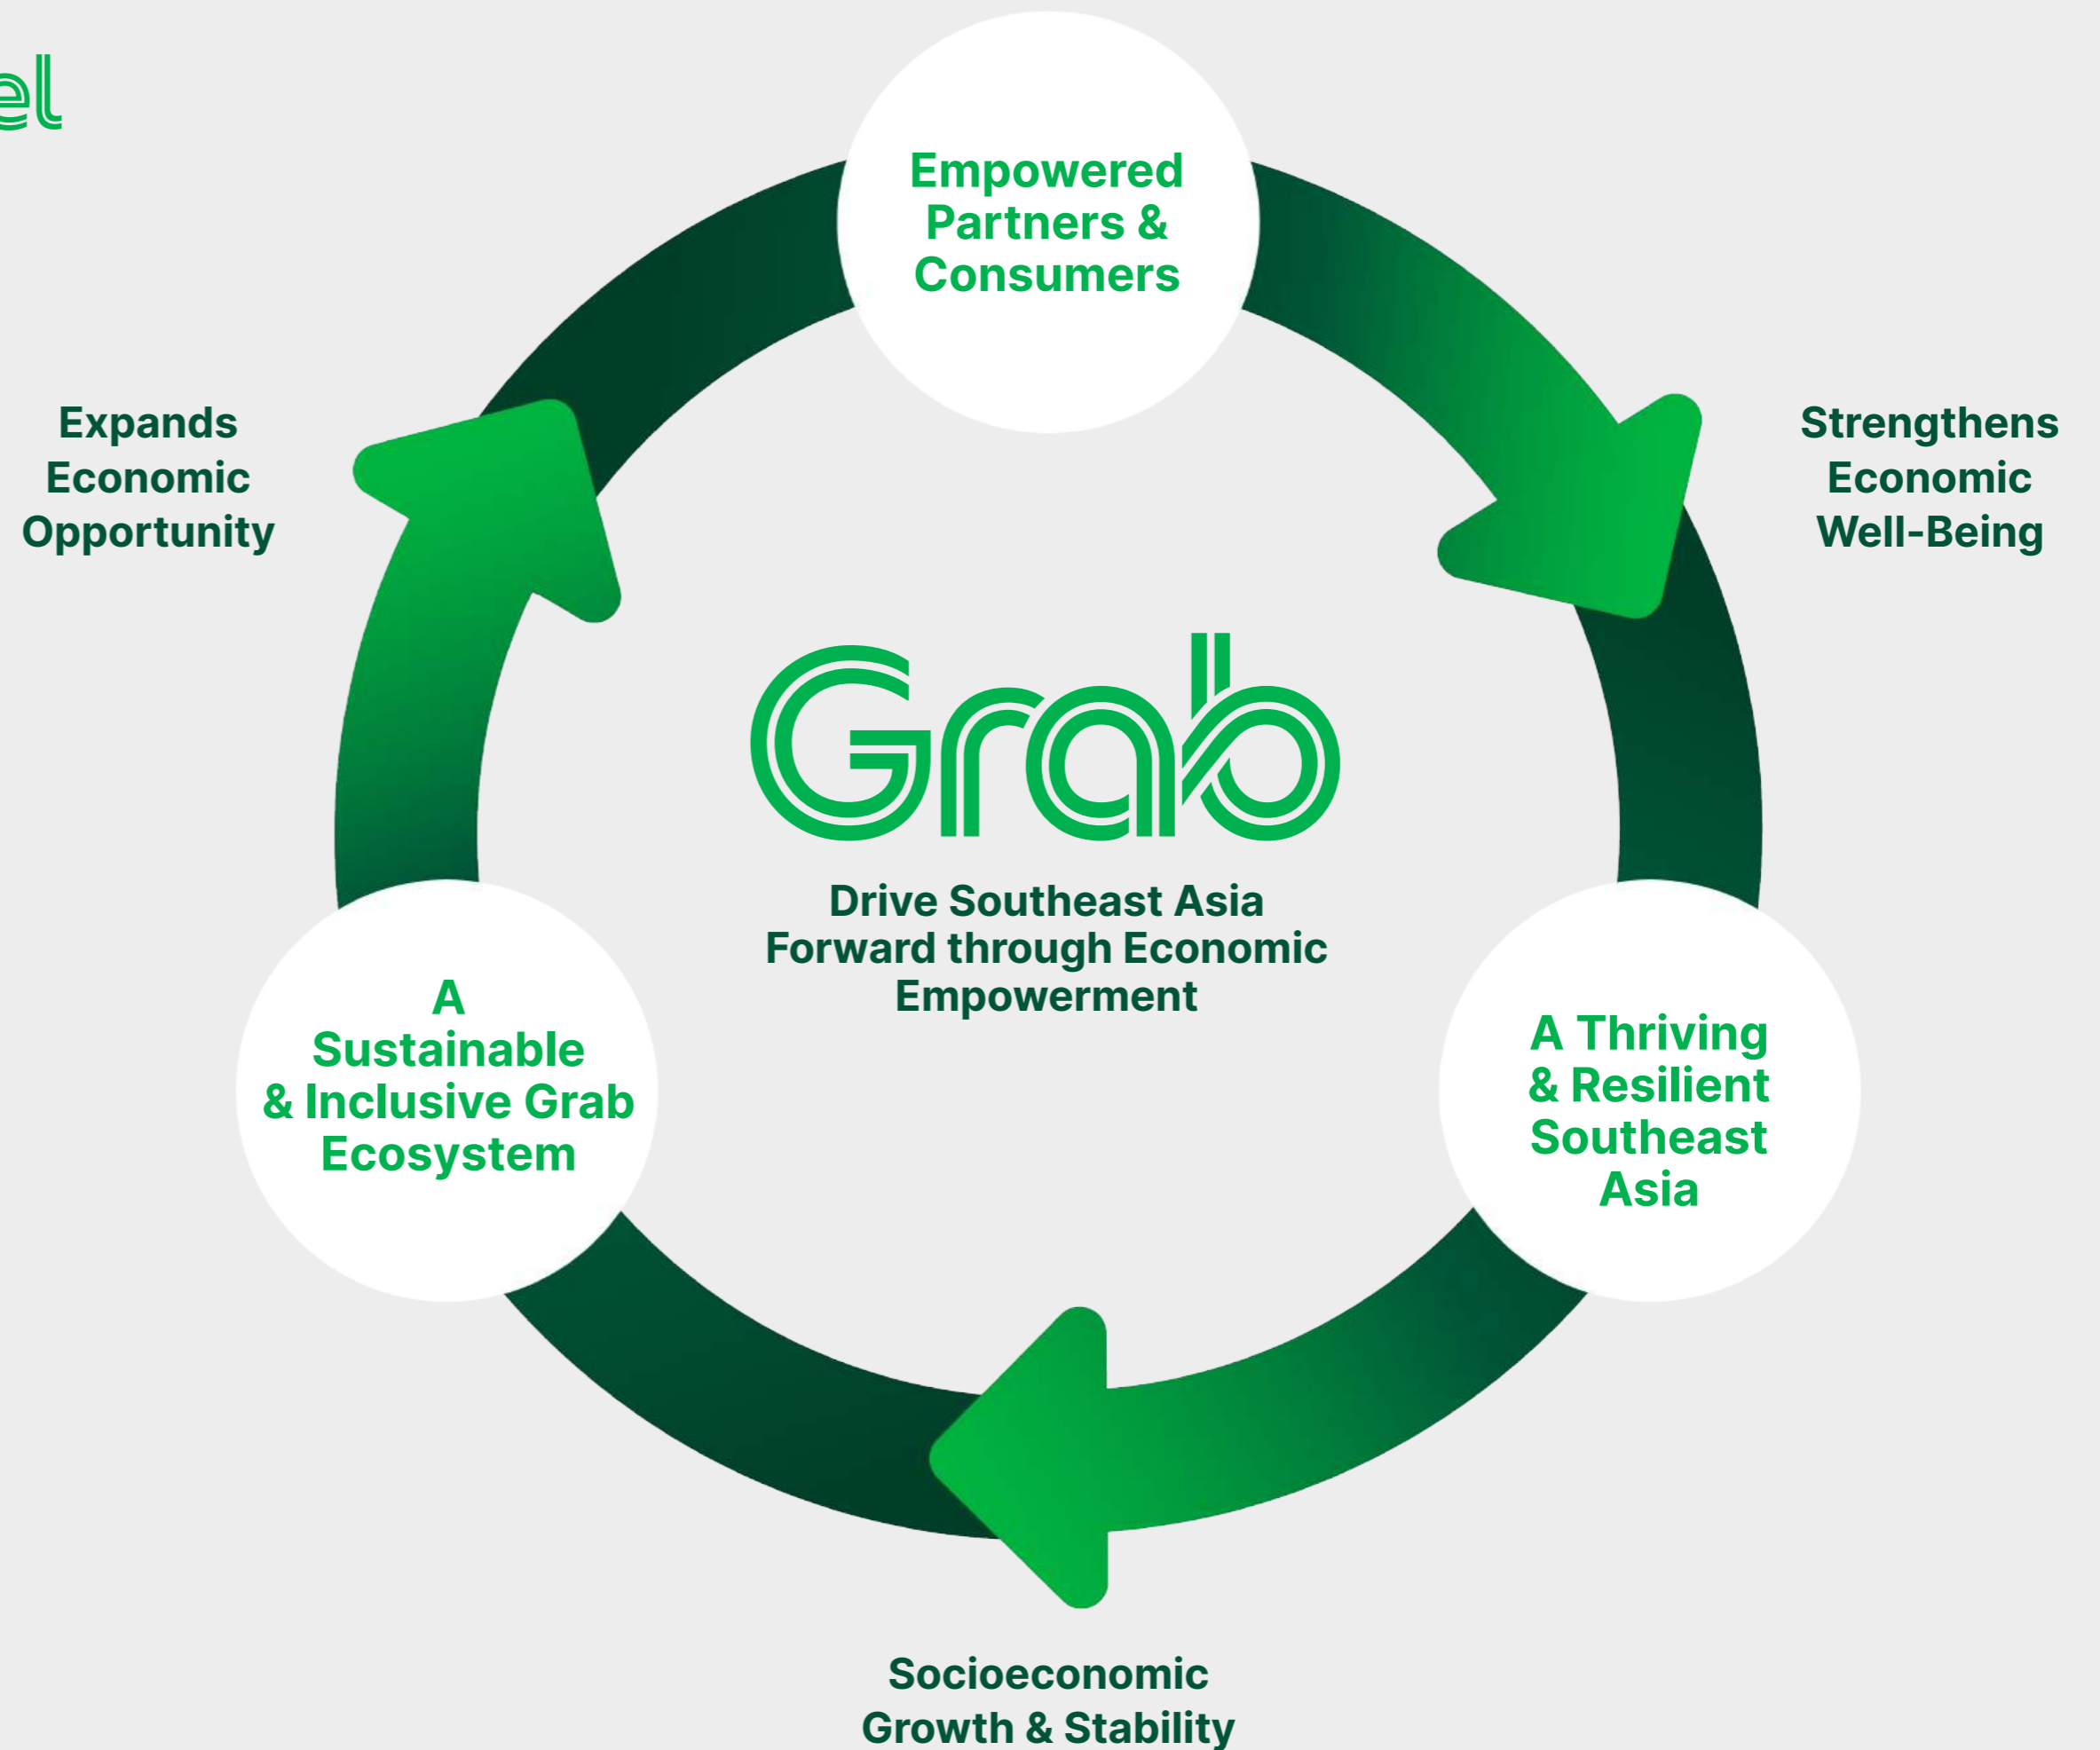 el
Empowered
Partners &
Consumers
Expands
Economic
Opportunity
Strengthens
Economic
Well-Being
Grab
Drive Southeast Asia
Forward through Economic
Empowerment
A
Sustainable
& Inclusive Grab
Ecosystem
A Thriving
& Resilient
Southeast
Asia
Socioeconomic
Growth & Stability